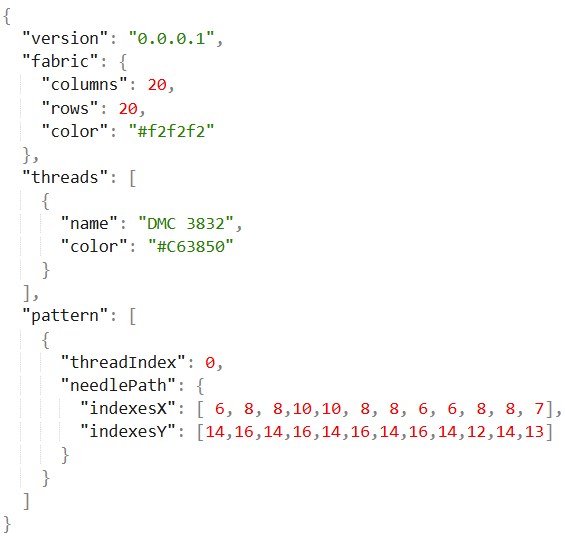 {
  "version": "0.0.0.1",
  "fabric": {
    "columns": 20,
    "rows": 20,
    "color": "#f2f2f2"
  },
  "threads": [
    {
      "name": "DMC 3832",
      "color": "#C63850"
    }
  ],
  "pattern": [
    {
      "threadIndex": 0,
      "needlePath": {
        "indexesX": [ 6, 8, 8,10,10, 8, 8, 6, 6, 8, 8, 7],
        "indexesY": [14,16,14,16,14,16,14,16,14,12,14,13]
      }
    }
  ]
}